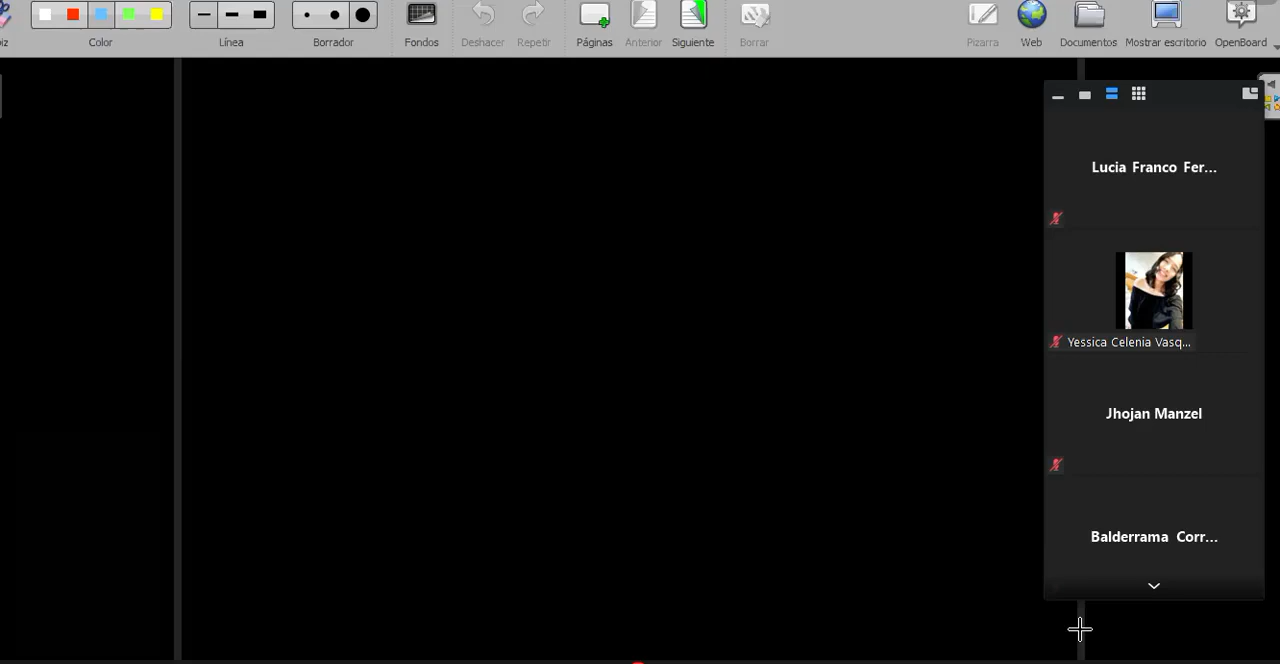 Color
Línea
Borrador
Fondos
Deshacer
Repetir
Páginas
Anterior
Siguiente
Borrar
Pizarra
Web
Documentos
Mostrar escritorio
OpenBoard
Lucia Franco Fer...
Yessica Celenia Vasq...
Jhojan Manzel
Balderrama Corr...